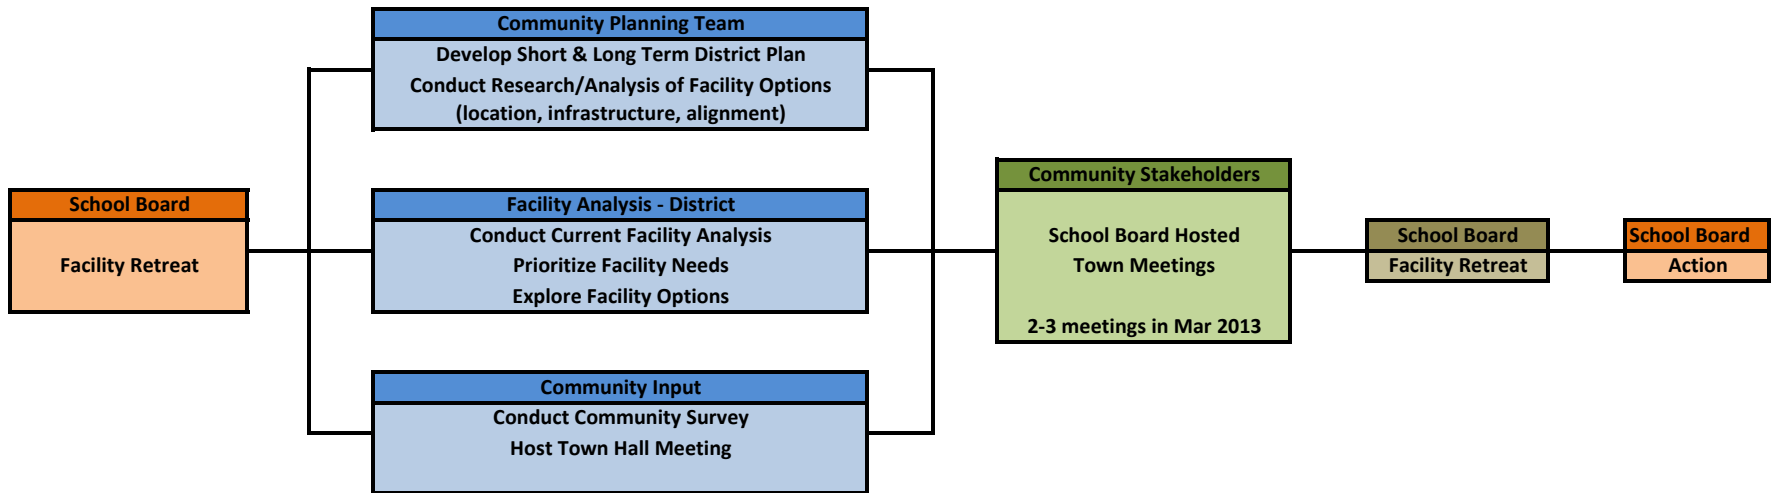 School Board
Facility Retreat
Community Planning Team
Develop Short & Long Term District Plan
Conduct Research/Analysis of Facility Options
(location, infrastructure, alignment)
Facility Analysis - District
Conduct Current Facility Analysis
Prioritize Facility Needs
Explore Facility Options
Community Input
Conduct Community Survey
Host Town Hall Meeting
Community Stakeholders
School Board Hosted
Town Meetings
2-3 meetings in Mar 2013
School Board
Facility Retreat
School Board
Action